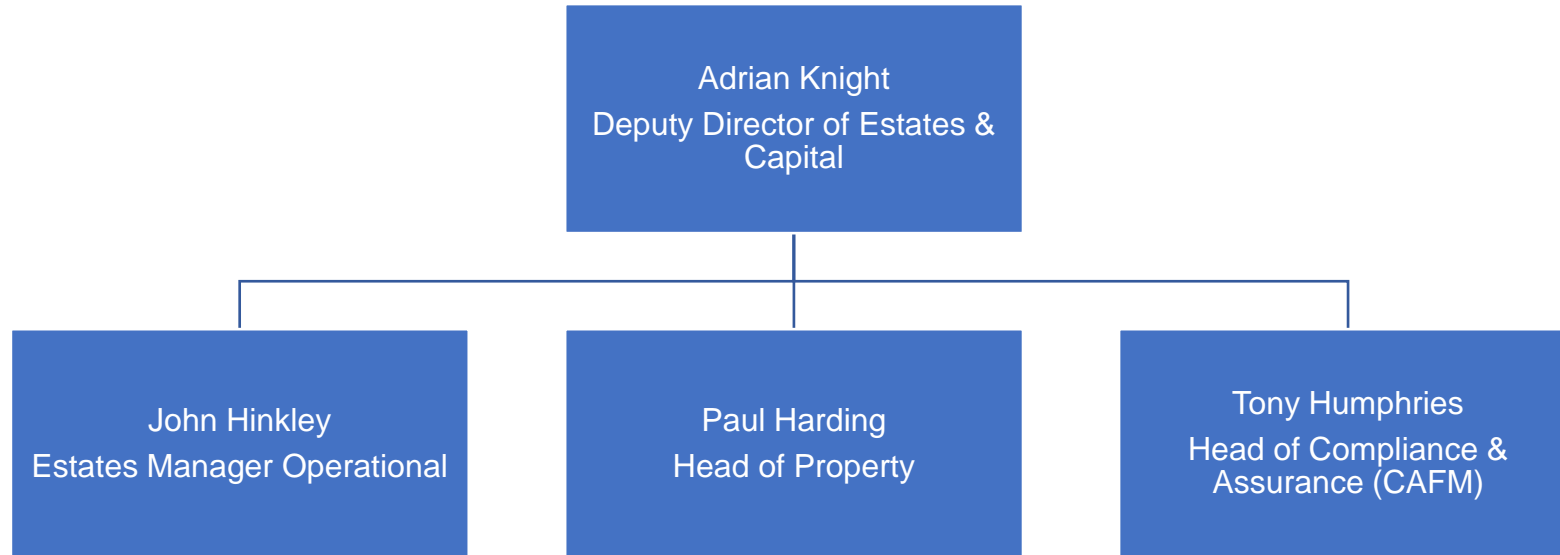 Adrian Knight
Deputy Director of Estates &
Capital
John Hinkley
Estates Manager Operational
Paul Harding
Head of Property
Tony Humphries
Head of Compliance &
Assurance (CAFM)